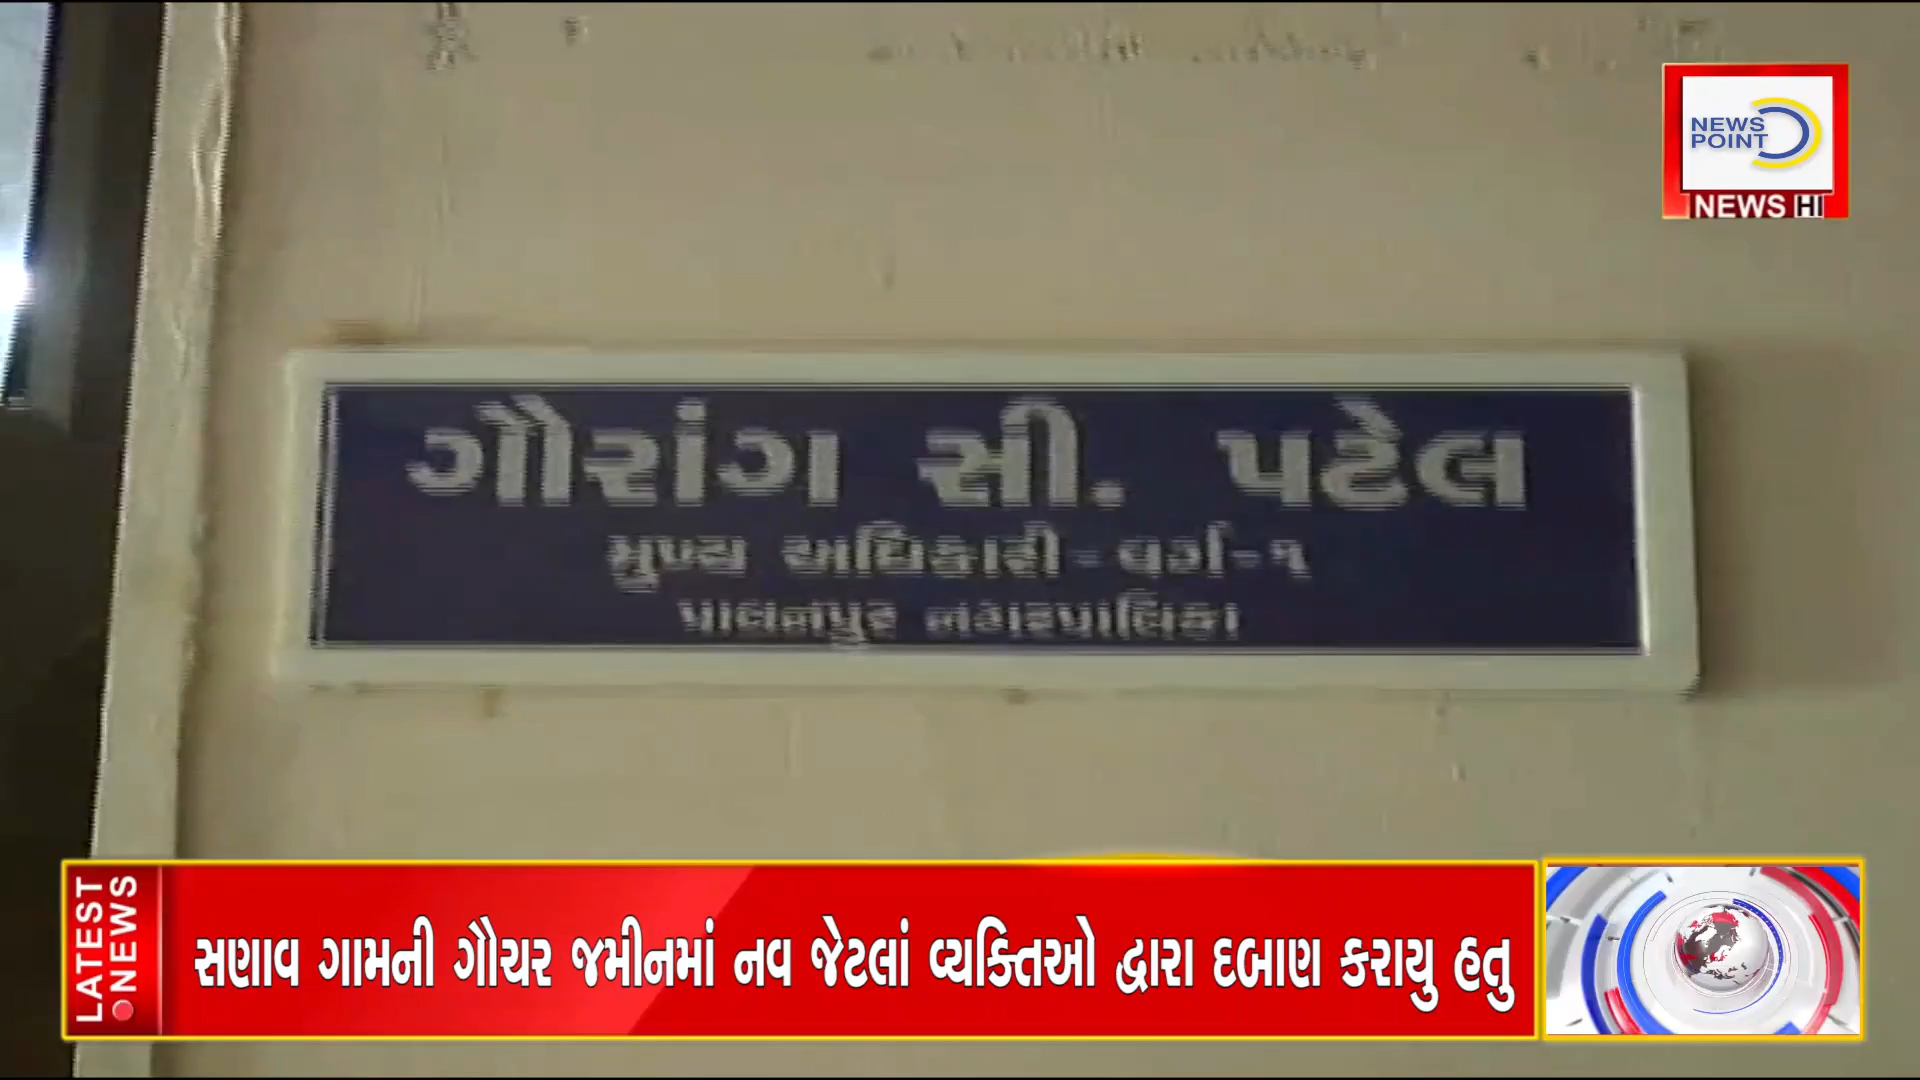 NEWS
POINT
NEWS HI
ગૌરાંગ સી. પટેલ
મુખ્ય અધિકારી - વર્ગ-૧
પાલનપુર નગરપાલિકા
LATEST
NEWS
સણાવ ગામની ગૌચર જમીનમાં નવ જેટલાં વ્યક્તિઓ દ્વારા દબાણ કરાયુ હતુ